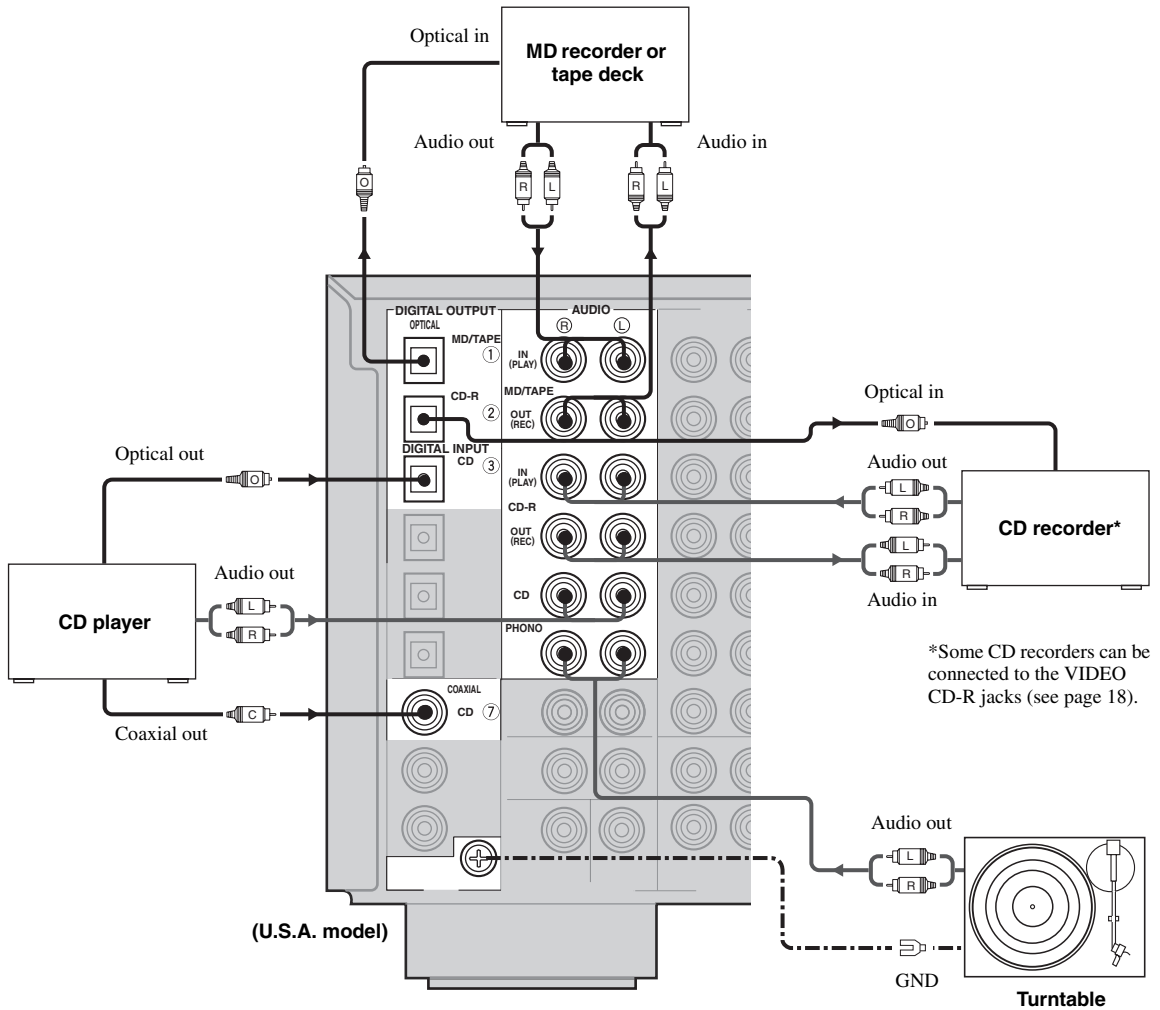 Optical in
MD recorder or
tape deck
Audio out
Audio in
O
R
L
R
L
DIGITAL OUTPUT
OPTICAL
AUDIO
R
L
MD/TAPE
1
IN
(PLAY)
CD-R
2
MD/TAPE
OUT
(REC)
Optical in
O
DIGITAL INPUT
CD
3
Optical out
O
IN
(PLAY)
CD-R
OUT
(REC)
Audio out
L
R
CD recorder*
L
R
Audio in
CD player
Audio out
L
R
CD
PHONO
*Some CD recorders can be
connected to the VIDEO
CD-R jacks (see page 18).
COAXIAL
CD
7
C
Coaxial out
Audio out
L
R
(U.S.A. model)
GND
Turntable